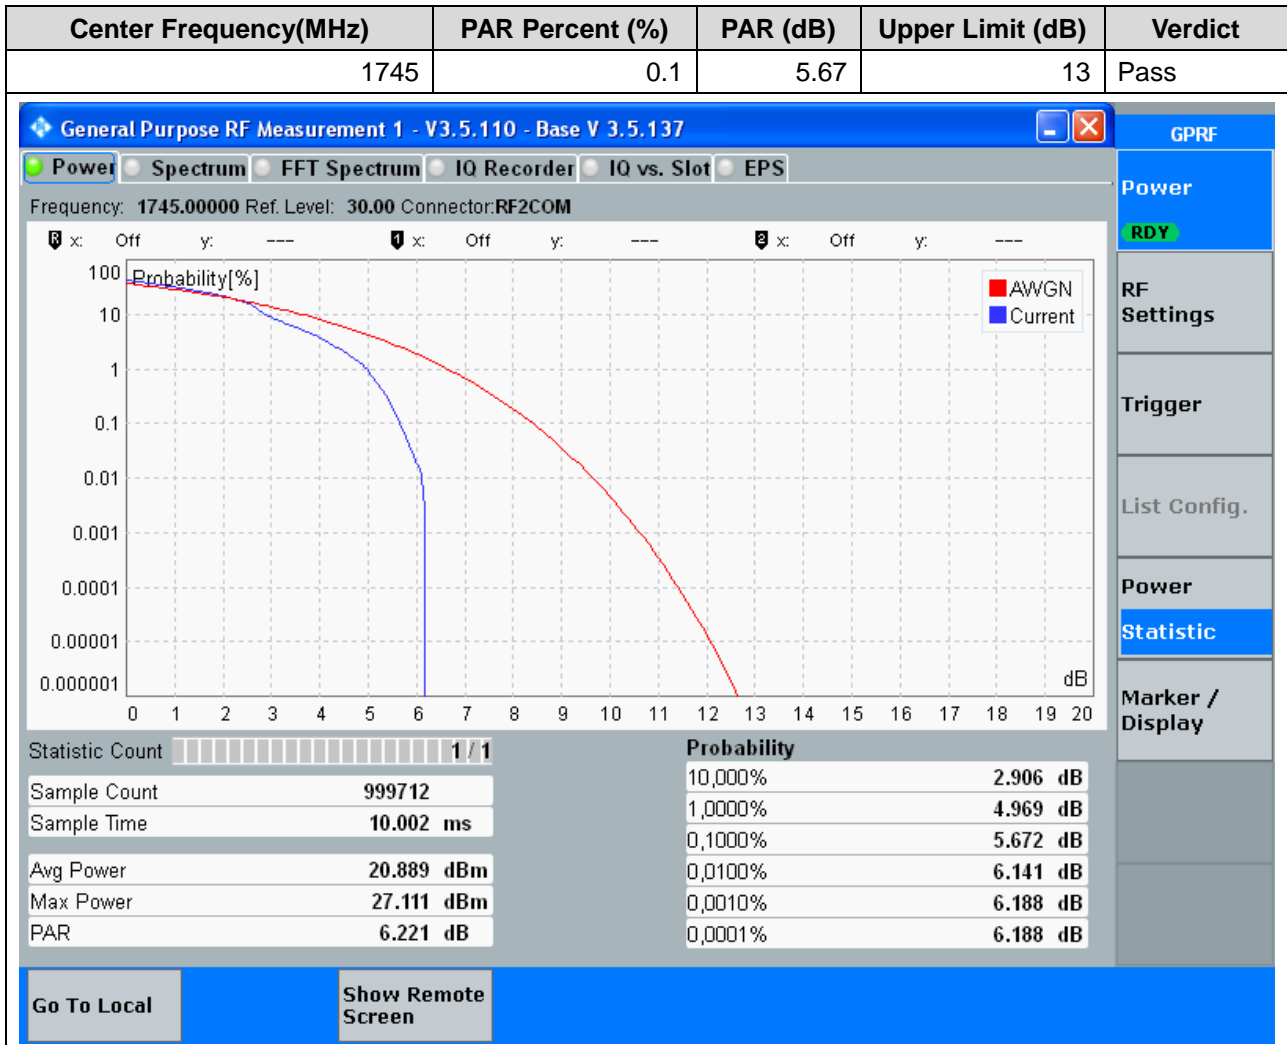 Center Frequency(MHz) PAR Percent (%) PAR (dB) Upper Limit (dB) Verdict
1745 0.1 5.67 13 Pass
General Purpose RF Measurement 1 - V3.5.110 - Base V 3.5.137
GPRF
Power Spectrum FFT Spectrum IQ Recorder IQ vs. Slot EPS
Power
RDY
Frequency: 1745.00000 Ref. Level: 30.00 Connector:RF2COM
R x: Off y: --- 1 x: Off y: --- 2 x: Off y: ---
Probability[%]
AWGN
Current
100
10
1
0.1
0.01
0.001
0.0001
0.00001
0.000001
dB
0 1 2 3 4 5 6 7 8 9 10 11 12 13 14 15 16 17 18 19 20
RF
Settings
Trigger
List Config.
Power
Statistic
Marker /
Display
Statistic Count 1 / 1
Sample Count 999712
Sample Time 10.002 ms
Avg Power 20.889 dBm
Max Power 27.111 dBm
PAR 6.221 dB
Probability
10,000% 2.906 dB
1,0000% 4.969 dB
0,1000% 5.672 dB
0,0100% 6.141 dB
0,0010% 6.188 dB
0,0001% 6.188 dB
Go To Local
Show Remote
Screen